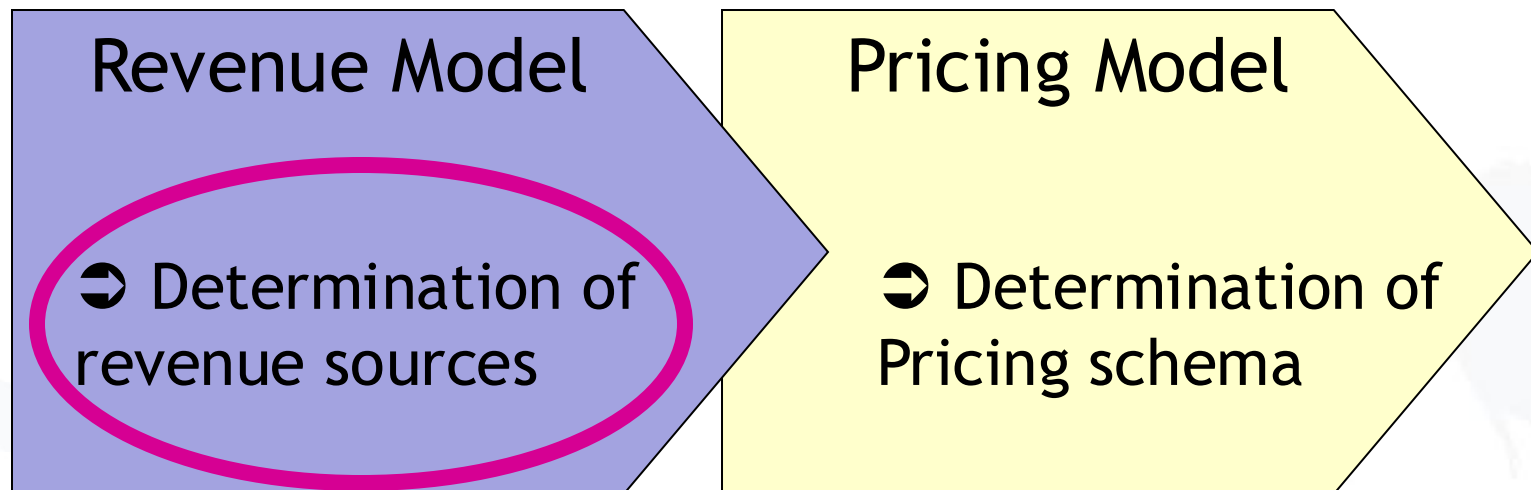 Revenue Model
➲ Determination of
revenue sources
Pricing Model
➲ Determination of
Pricing schema